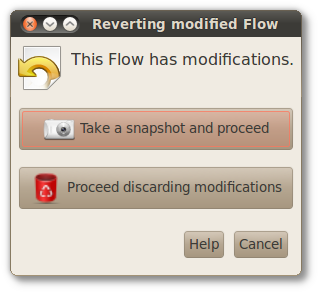 Reverting modified Flow
This Flow has modifications.
Take a snapshot and proceed
Proceed discarding modifications
Help Cancel